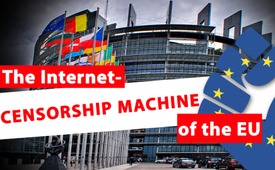 The Internet-
CENSORSHIP MACHINE
of the EU